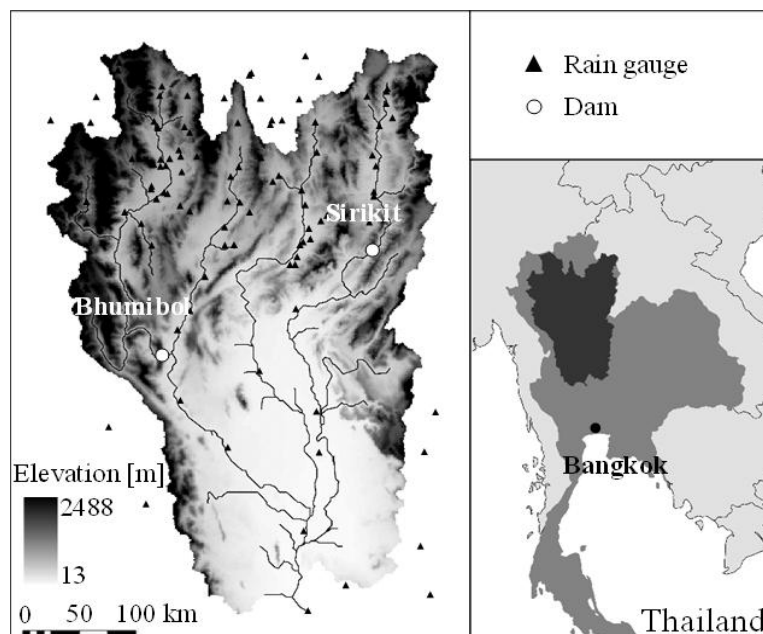 Rain gauge
Dam
Sirikit
Bhumibol
Elevation [m]
2488
13
0 50 100 km
Bangkok
Thailand